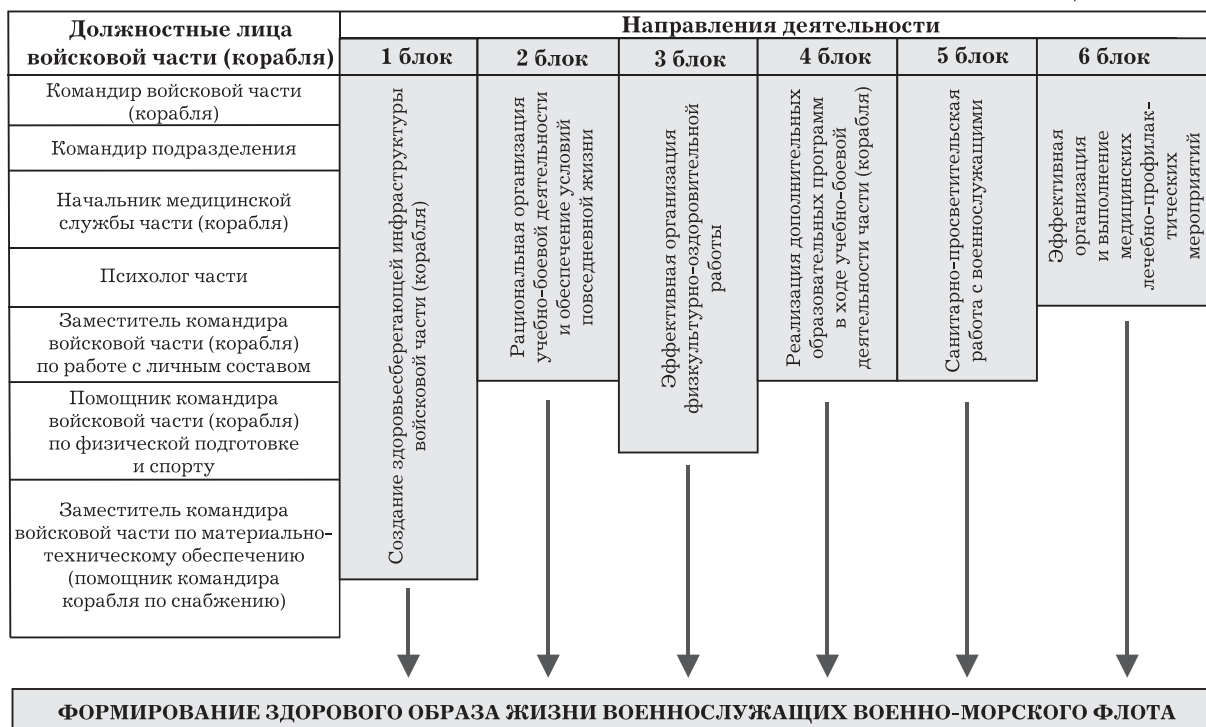 Должностные лица
войсковой части (корабля)
Направления деятельности
1 блок
2 блок
3 блок
4 блок
5 блок
6 блок
Командир войсковой части
(корабля)
Командир подразделения
Начальник медицинской
службы части (корабля)
Психолог части
Заместитель командира
войсковой части (корабля)
по работе с личным составом
Помощник командира
войсковой части (корабля)
по физической подготовке
и спорту
Заместитель командира
войсковой части по материально-
техническому обеспечению
(помощник командира
корабля по снабжению)
Создание здоровьесберегающей инфраструктуры
войсковой части (корабля)
Рациональная организация
учебно-боевой деятельности
и обеспечение условий
повседневной жизни
Эффективная организация
физкультурно-оздоровительной
работы
Реализация дополнительных
образовательных программ
в ходе учебно-боевой
деятельности части (корабля)
Санитарно-просветительская
работа с военнослужащими
Эффективная
организация
и выполнение
медицинских
лечебно-профилак-
тических
мероприятий
ФОРМИРОВАНИЕ ЗДОРОВОГО ОБРАЗА ЖИЗНИ ВОЕННОСЛУЖАЩИХ ВОЕННО-МОРСКОГО ФЛОТА